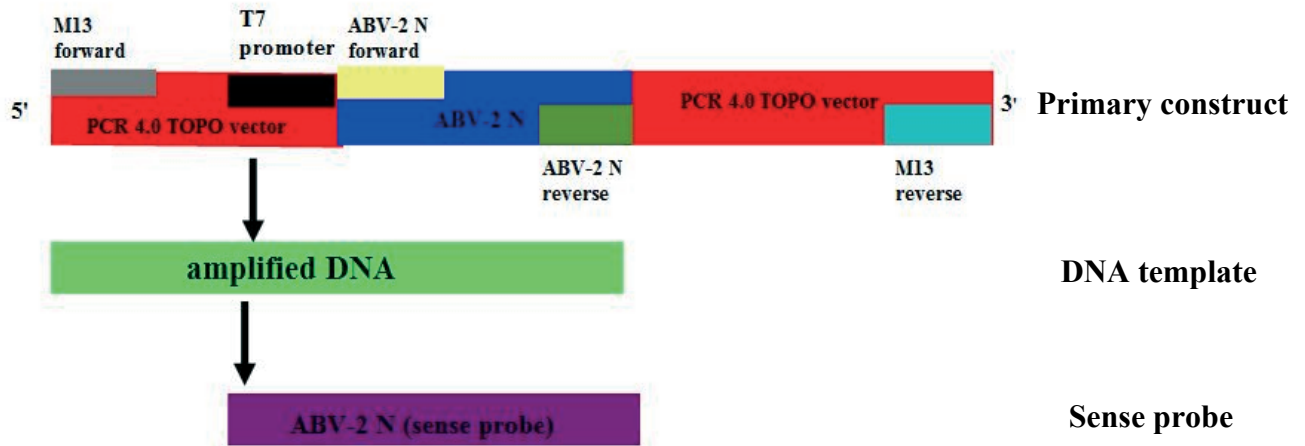 M13
forward
T7
promoter
ABV-2 N
forward
5'
PCR 4.0 TOPO vector
ABV-2 N
PCR 4.0 TOPO vector
3'
Primary construct
ABV-2 N
reverse
M13
reverse
amplified DNA
DNA template
ABV-2 N (sense probe)
Sense probe